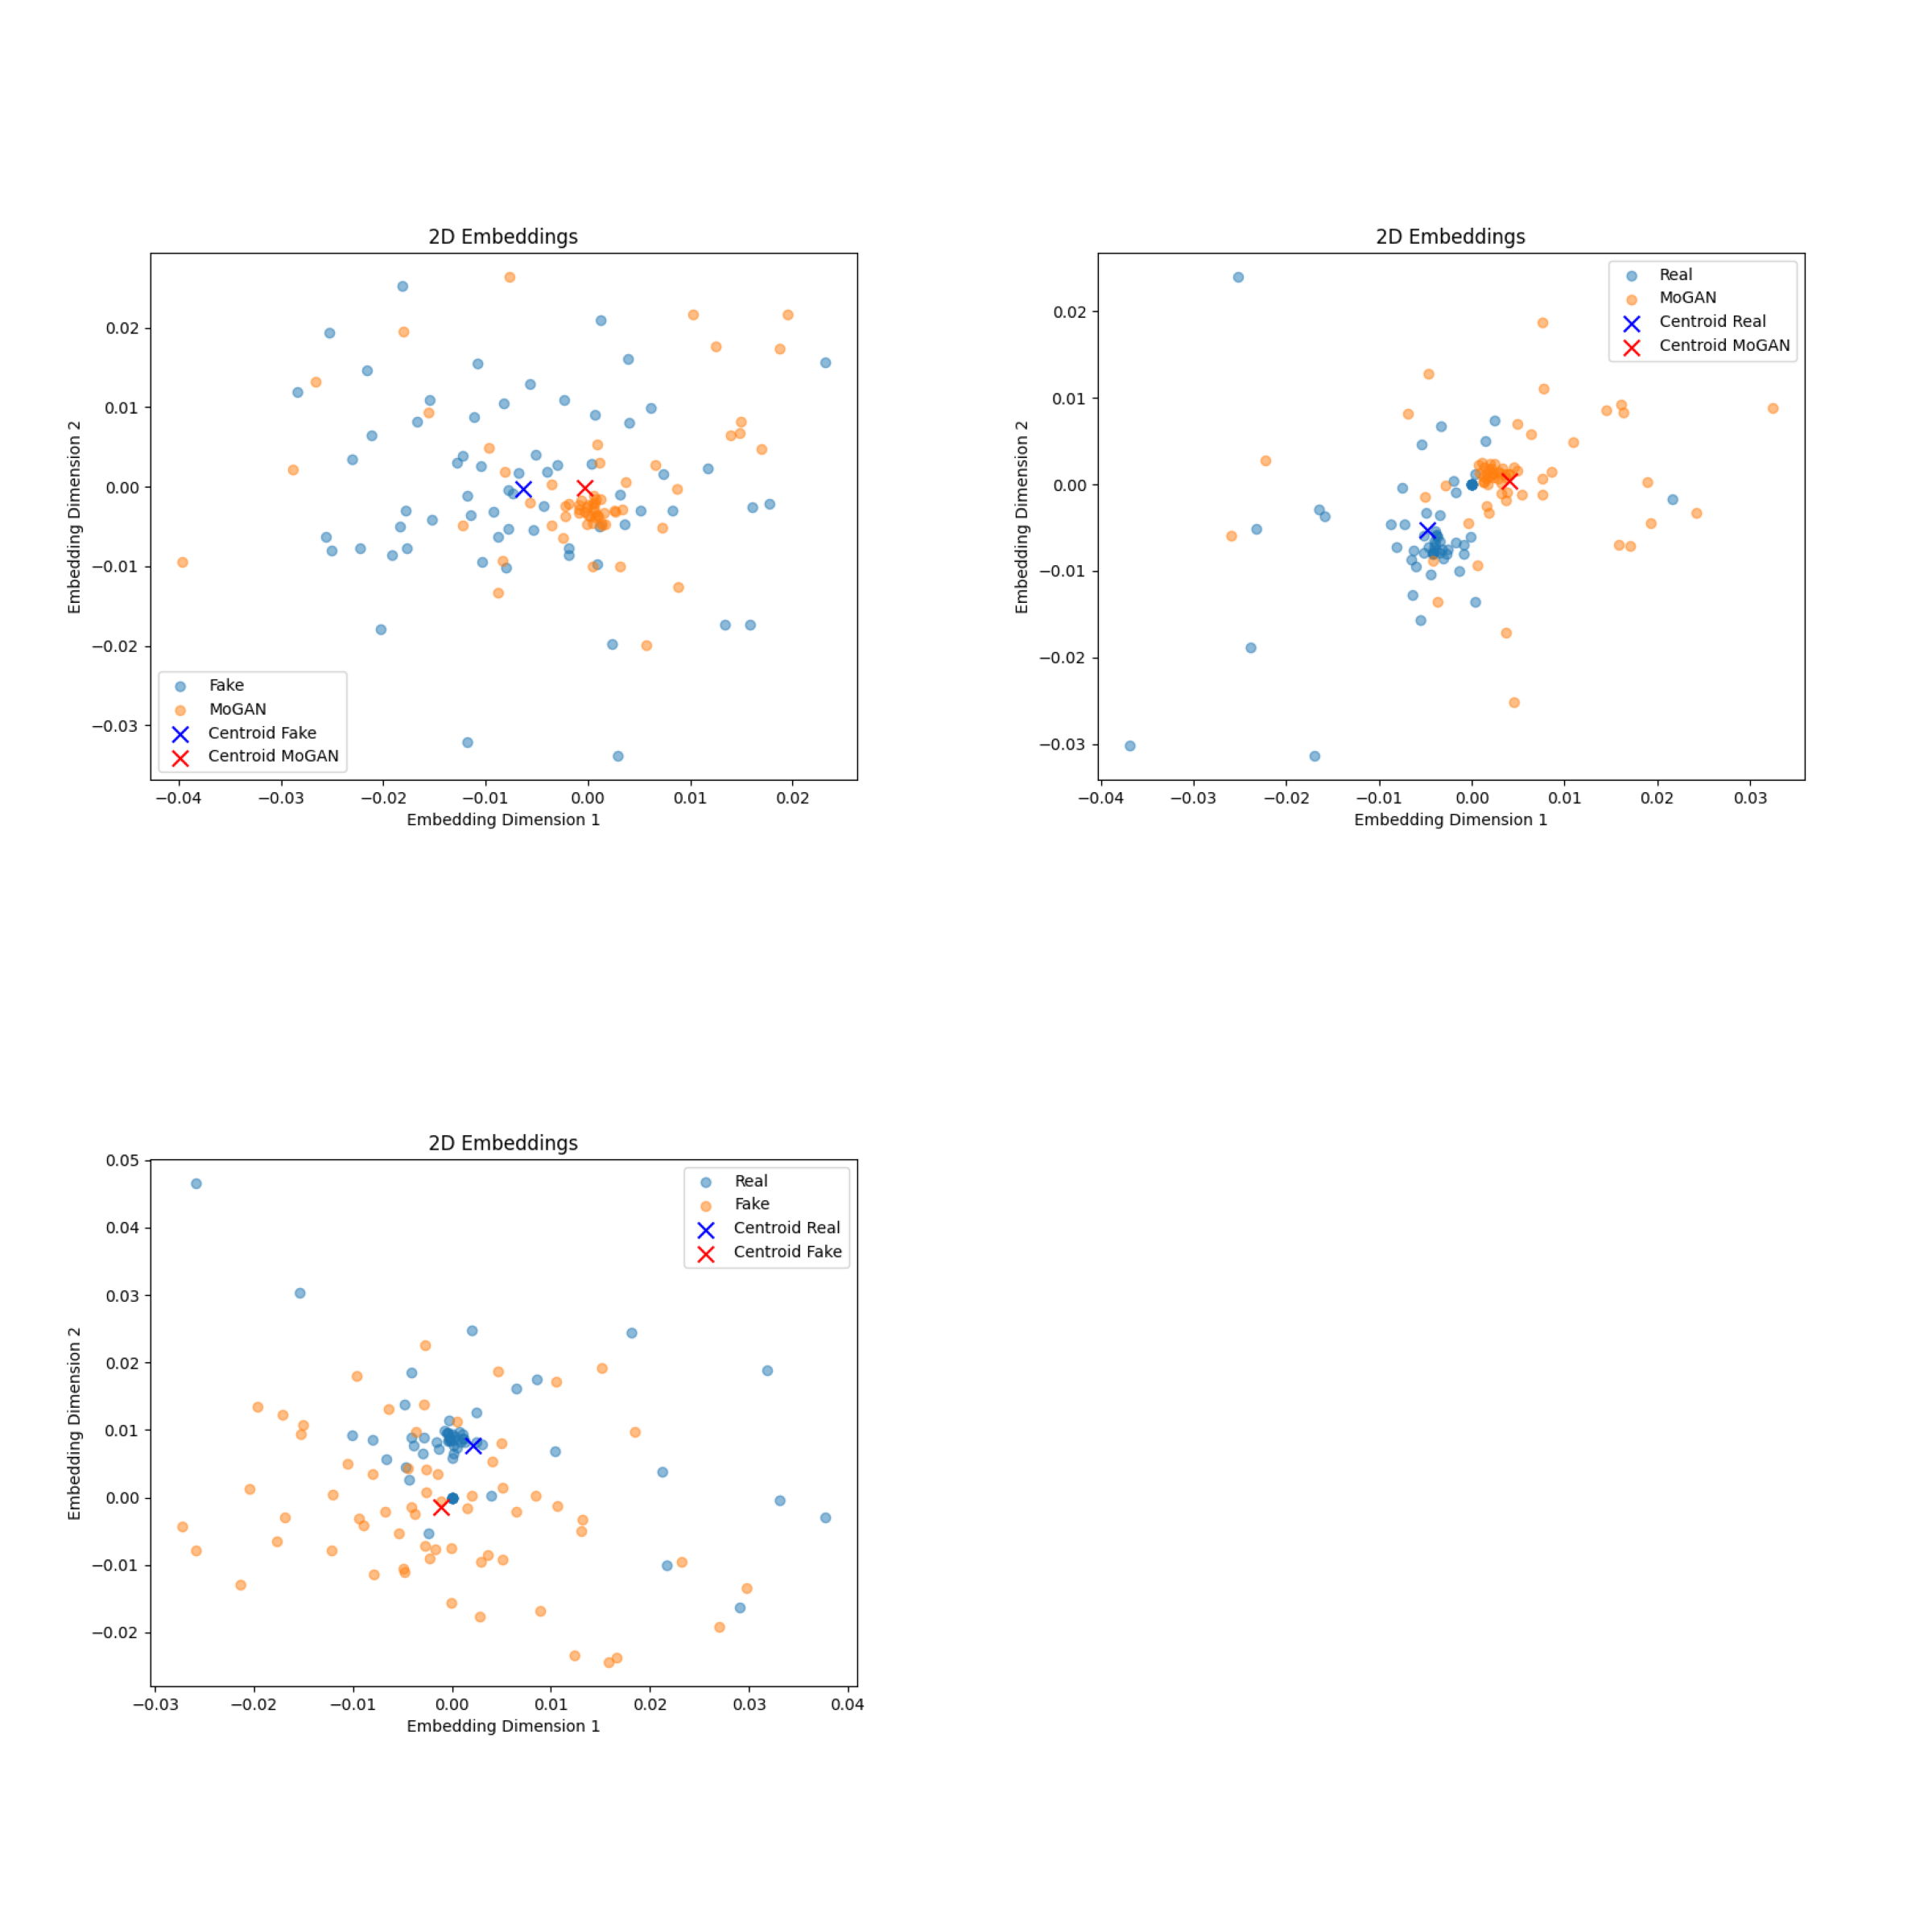 2D Embeddings
Embedding Dimension 2
0.02
0.01
0.00
−0.01
−0.02
−0.03
Fake
MoGAN
Centroid Fake
Centroid MoGAN
−0.04 −0.03 −0.02 −0.01 0.00 0.01 0.02
Embedding Dimension 1
2D Embeddings
Embedding Dimension 2
0.02
0.01
0.00
−0.01
−0.02
−0.03
Real
MoGAN
Centroid Real
Centroid MoGAN
−0.04 −0.03 −0.02 −0.01 0.00 0.01 0.02 0.03
Embedding Dimension 1
2D Embeddings
Embedding Dimension 2
0.05
0.04
0.03
0.02
0.01
0.00
−0.01
−0.02
Real
Fake
Centroid Real
Centroid Fake
−0.03 −0.02 −0.01 0.00 0.01 0.02 0.03 0.04
Embedding Dimension 1